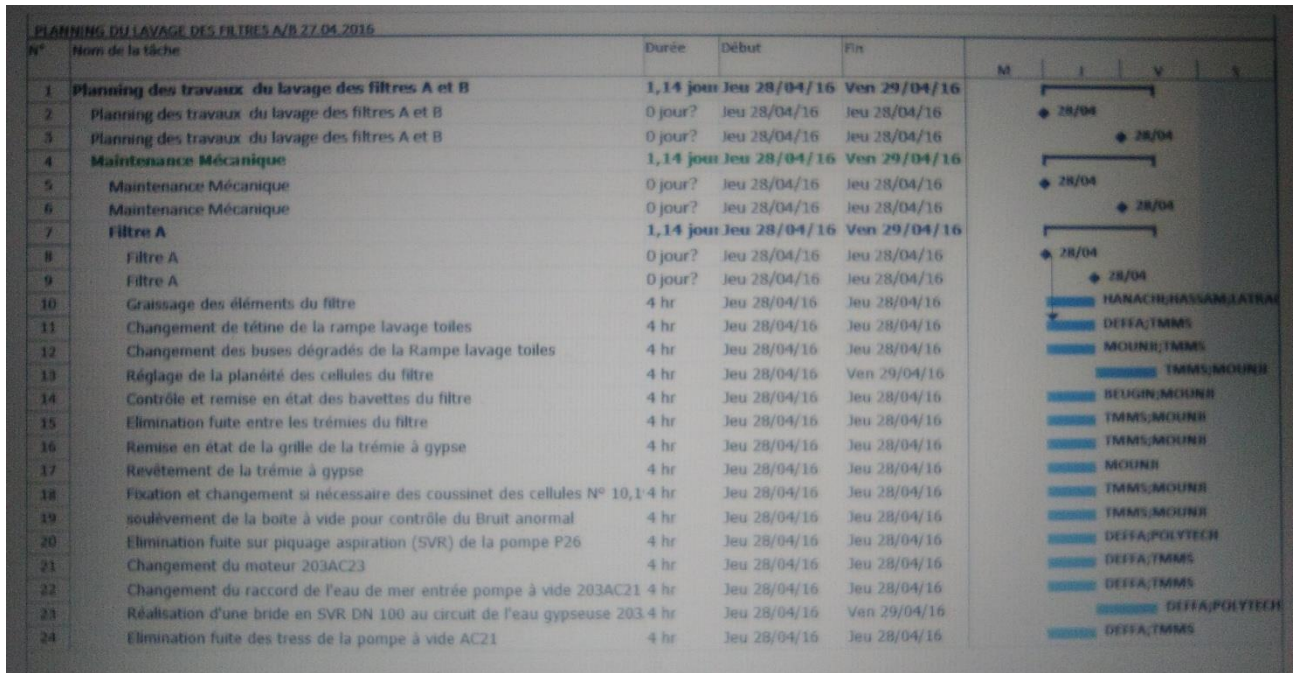 PLANNING DU LAVAGE DES FILTRES A/B 27.04.2016
N° Nom de la tâche Durée Début Fin
M J V S
1 Planning des travaux du lavage des filtres A et B 1,14 jour Jeu 28/04/16 Ven 29/04/16
2 Planning des travaux du lavage des filtres A et B 0 jour? Jeu 28/04/16 Jeu 28/04/16 28/04
3 Planning des travaux du lavage des filtres A et B 0 jour? Jeu 28/04/16 Jeu 28/04/16 28/04
4 Maintenance Mécanique 1,14 jour Jeu 28/04/16 Ven 29/04/16
5 Maintenance Mécanique 0 jour? Jeu 28/04/16 Jeu 28/04/16 28/04
6 Maintenance Mécanique 0 jour? Jeu 28/04/16 Jeu 28/04/16 28/04
7 Filtre A 1,14 jour Jeu 28/04/16 Ven 29/04/16
8 Filtre A 0 jour? Jeu 28/04/16 Jeu 28/04/16 28/04
9 Filtre A 0 jour? Jeu 28/04/16 Jeu 28/04/16 28/04
10 Graissage des éléments du filtre 4 hr Jeu 28/04/16 Jeu 28/04/16 HANACHI;HASSAM;LATRA
11 Changement de tétine de la rampe lavage toiles 4 hr Jeu 28/04/16 Jeu 28/04/16 DEFFA;TMMS
12 Changement des buses dégradés de la Rampe lavage toiles 4 hr Jeu 28/04/16 Jeu 28/04/16 MOUNJI;TMMS
13 Réglage de la planéité des cellules du filtre 4 hr Jeu 28/04/16 Ven 29/04/16 TMMS;MOUNJI
14 Contrôle et remise en état des bavettes du filtre 4 hr Jeu 28/04/16 Jeu 28/04/16 BEUGIN;MOUNJI
15 Elimination fuite entre les trémies du filtre 4 hr Jeu 28/04/16 Jeu 28/04/16 TMMS;MOUNJI
16 Remise en état de la grille de la trémie à gypse 4 hr Jeu 28/04/16 Jeu 28/04/16 TMMS;MOUNJI
17 Revêtement de la trémie à gypse 4 hr Jeu 28/04/16 Jeu 28/04/16 MOUNJI
18 Fixation et changement si nécessaire des coussinet des cellules N° 10,1 4 hr Jeu 28/04/16 Jeu 28/04/16 TMMS;MOUNJI
19 soulèvement de la boite à vide pour contrôle du Bruit anormal 4 hr Jeu 28/04/16 Jeu 28/04/16 TMMS;MOUNJI
20 Elimination fuite sur piquage aspiration (SVR) de la pompe P26 4 hr Jeu 28/04/16 Jeu 28/04/16 DEFFA;POLYTECH
21 Changement du moteur 203AC23 4 hr Jeu 28/04/16 Jeu 28/04/16 DEFFA;TMMS
22 Changement du raccord de l'eau de mer entrée pompe à vide 203AC21 4 hr Jeu 28/04/16 Jeu 28/04/16 DEFFA;TMMS
23 Réalisation d'une bride en SVR DN 100 au circuit de l'eau gypseuse 203 4 hr Jeu 28/04/16 Ven 29/04/16 DEFFA;POLYTECH
24 Elimination fuite des tress de la pompe à vide AC21 4 hr Jeu 28/04/16 Jeu 28/04/16 DEFFA;TMMS